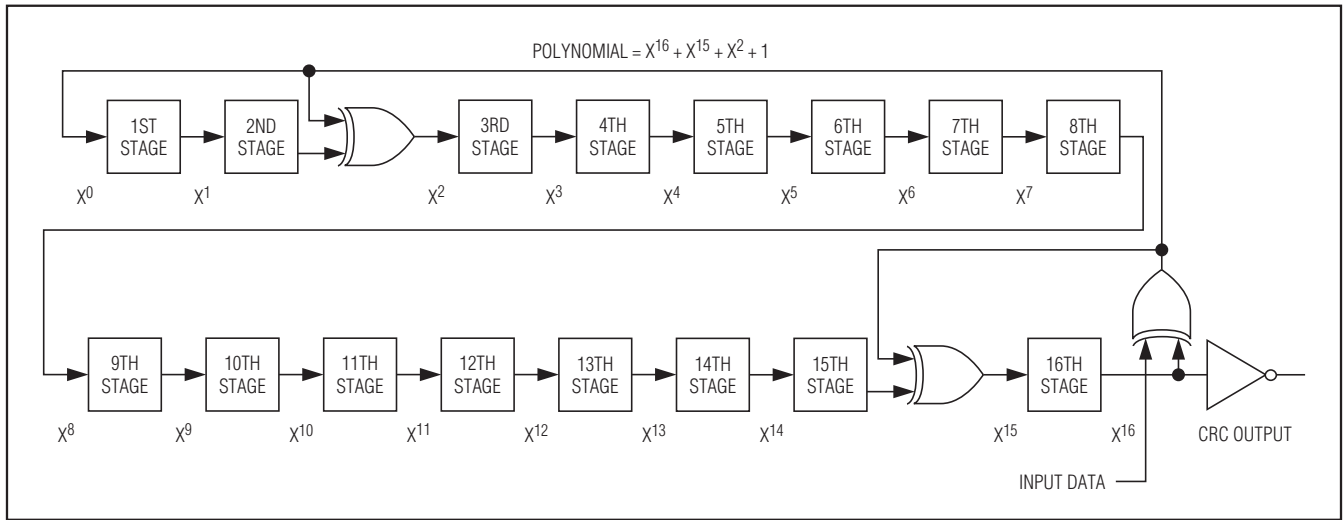 POLYNOMIAL = X16 + X15 + X2 + 1
1ST STAGE
2ND STAGE
3RD STAGE
4TH STAGE
5TH STAGE
6TH STAGE
7TH STAGE
8TH STAGE
X0 X1 X2 X3 X4 X5 X6 X7
9TH STAGE
10TH STAGE
11TH STAGE
12TH STAGE
13TH STAGE
14TH STAGE
15TH STAGE
16TH STAGE
X8 X9 X10 X11 X12 X13 X14 X15 X16
CRC OUTPUT
INPUT DATA